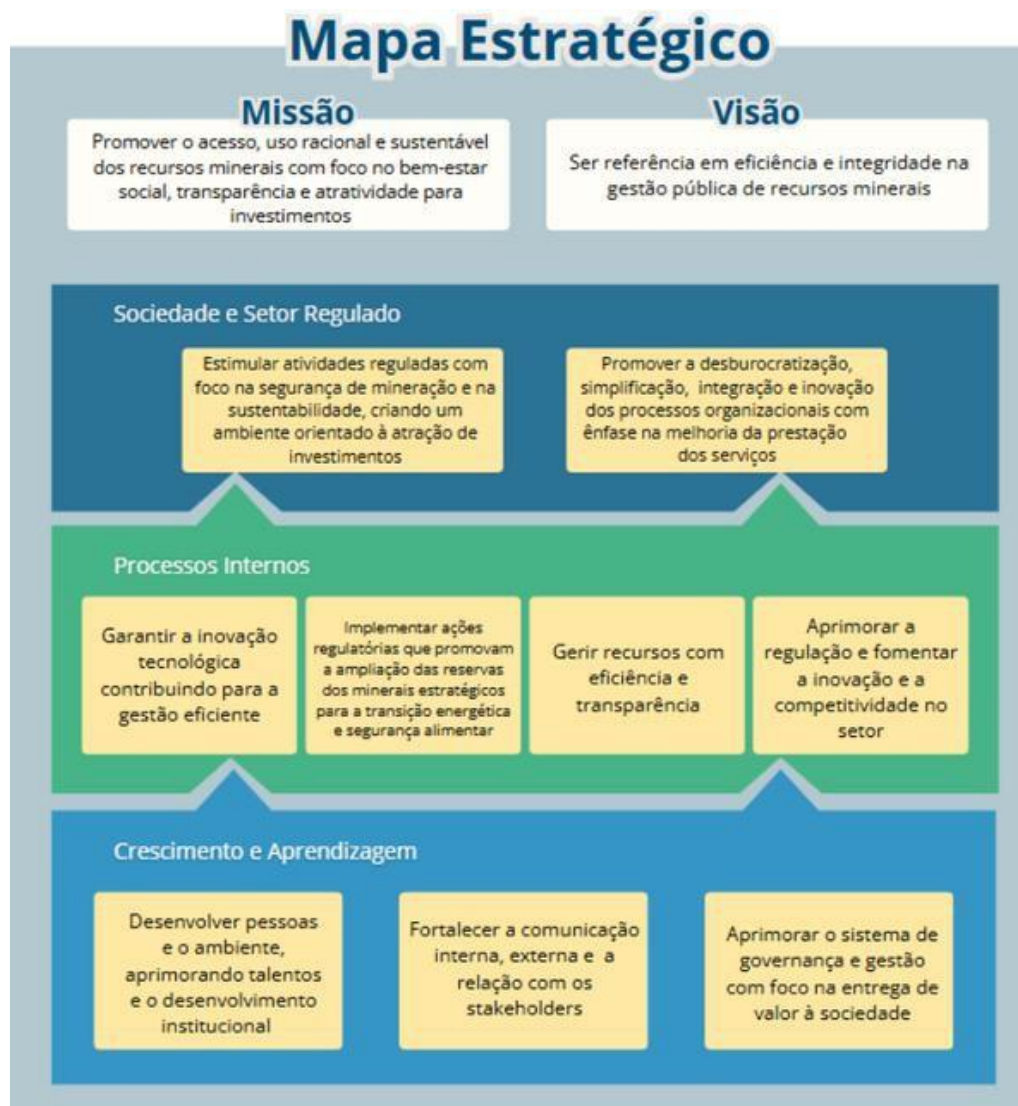 Mapa Estratégico
Missão
Promover o acesso, uso racional e sustentável
dos recursos minerais com foco no bem-estar
social, transparência e atratividade para
investimentos
Visão
Ser referência em eficiência e integridade na
gestão pública de recursos minerais
Sociedade e Setor Regulado
Estimular atividades reguladas com
foco na segurança de mineração e na
sustentabilidade, criando um
ambiente orientado à atração de
investimentos
Promover a desburocratização,
simplificação, integração e inovação
dos processos organizacionais com
ênfase na melhoria da prestação
dos serviços
Processos Internos
Garantir a inovação
tecnológica
contribuindo para a
gestão eficiente
Implementar ações
regulatórias que promovam
a ampliação das reservas
dos minerais estratégicos
para a transição energética
e segurança alimentar
Gerir recursos com
eficiência e
transparência
Aprimorar a
regulação e fomentar
a inovação e a
competitividade no
setor
Crescimento e Aprendizagem
Desenvolver pessoas
e o ambiente,
aprimorando talentos
e o desenvolvimento
institucional
Fortalecer a comunicação
interna, externa e a
relação com os
stakeholders
Aprimorar o sistema de
governança e gestão
com foco na entrega de
valor à sociedade